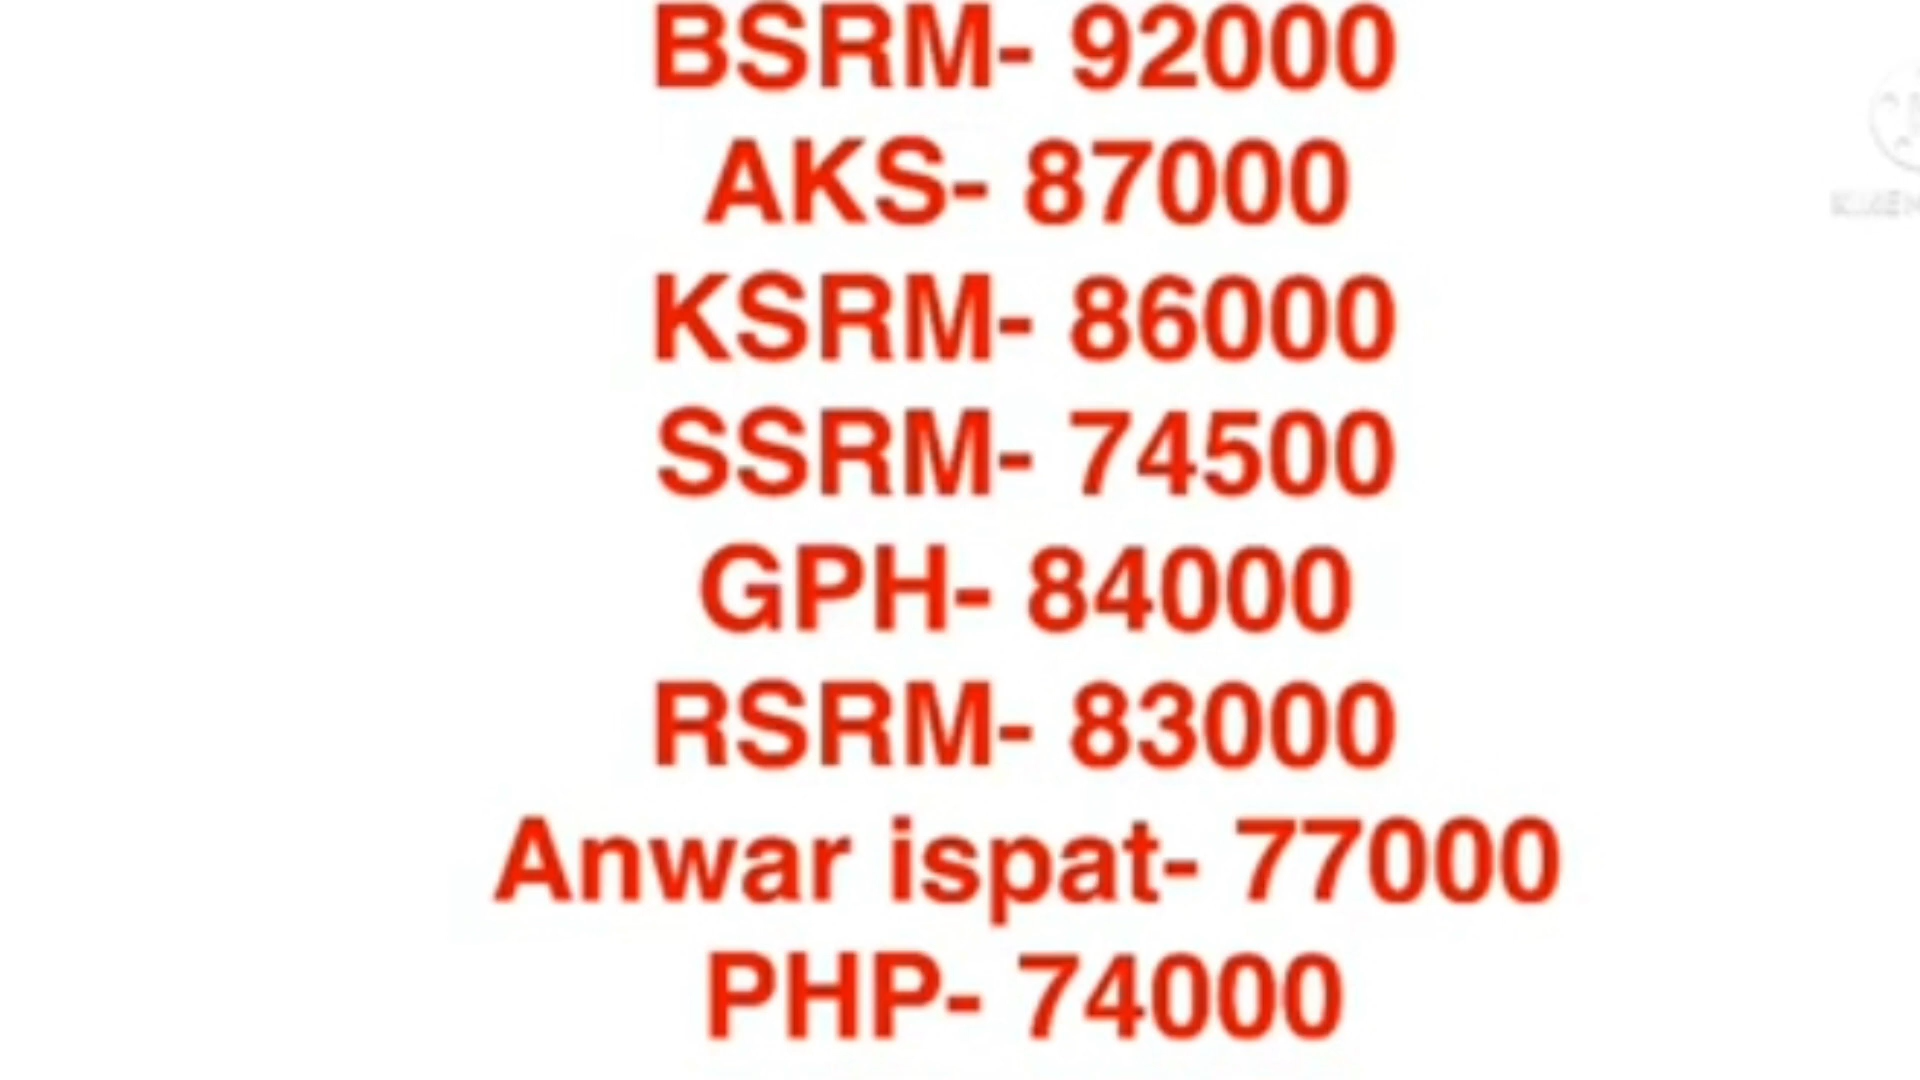 BSRM- 92000
AKS- 87000
KSRM- 86000
SSRM- 74500
GPH- 84000
RSRM- 83000
Anwar ispat- 77000
PHP- 74000